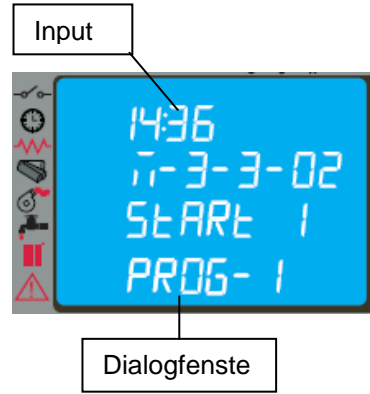 Input
14:36
n-3-3-02
StARt 1
PROG-1
Dialogfenste